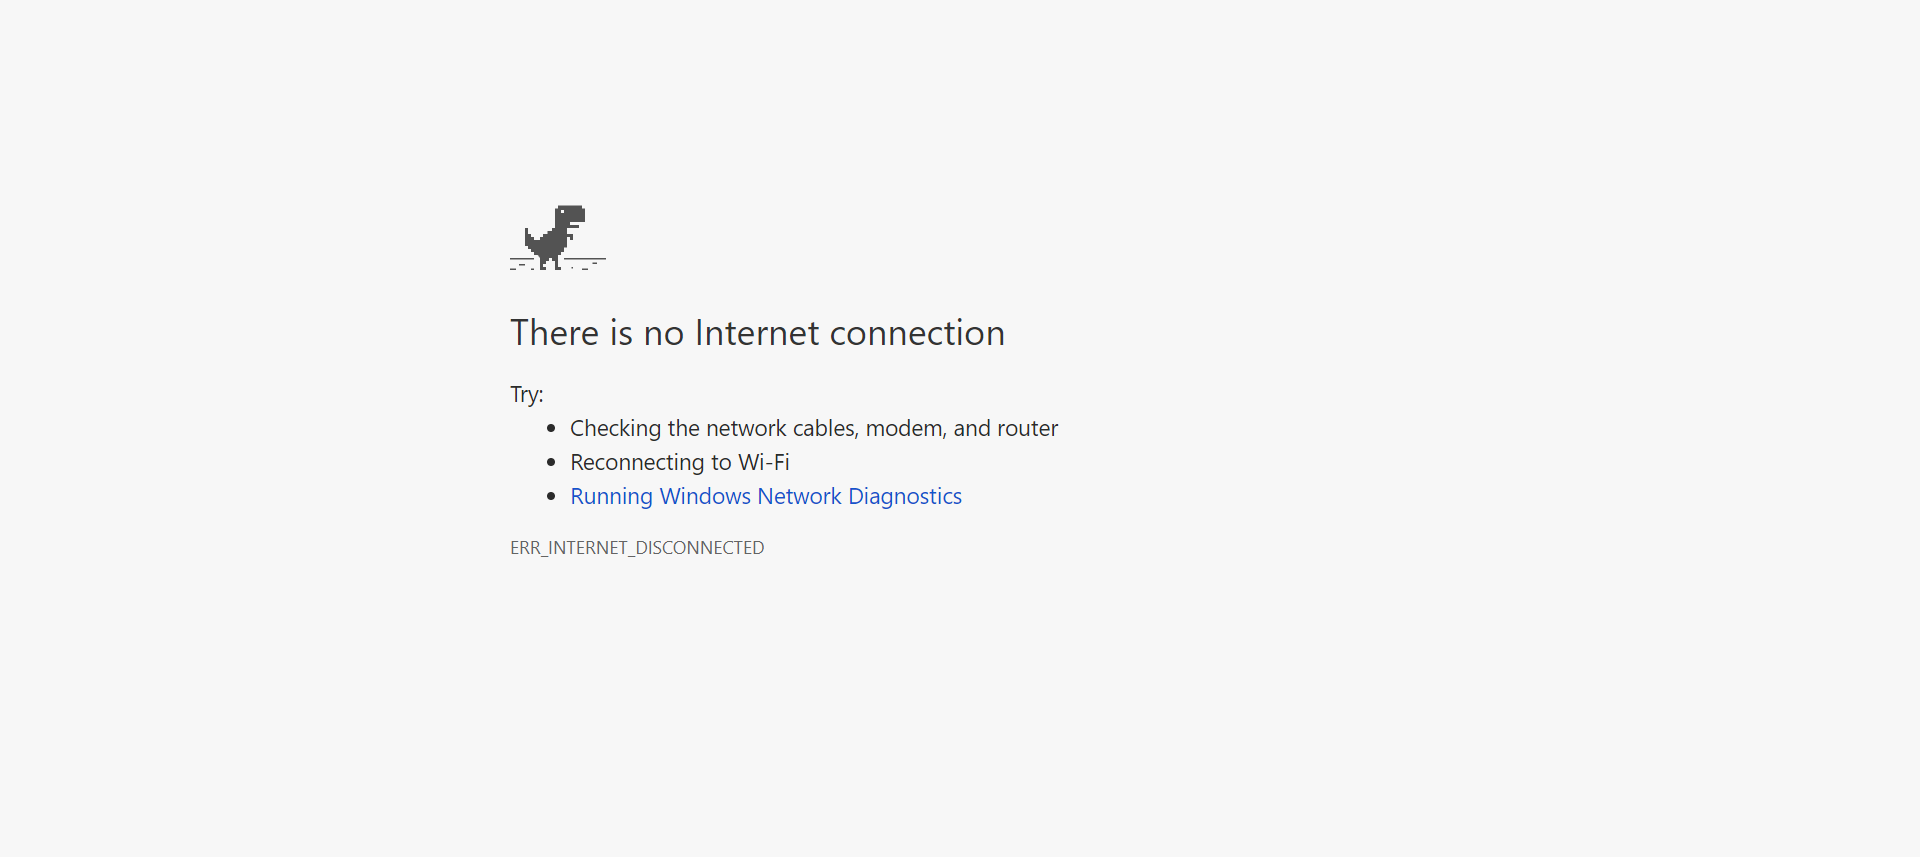 There is no Internet connection
Try:
Checking the network cables, modem, and router
Reconnecting to Wi-Fi
Running Windows Network Diagnostics
ERR_INTERNET_DISCONNECTED